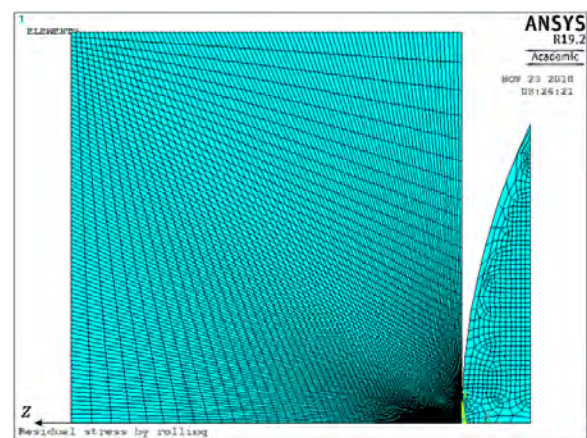 1
ELEMENTS
ANSYS
R19.2
Academic
NOV 23 2018
08:26:21
Z
Residual stress by rolling